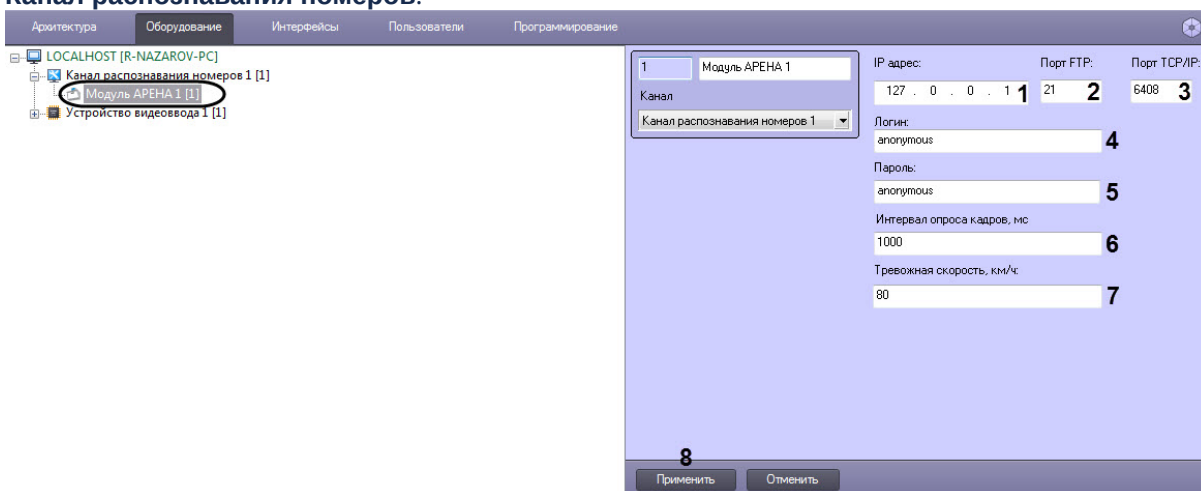 Канал распознавания номеров.
Архитектура Оборудование Интерфейсы Пользователи Программирование
LOCALHOST [R-NAZAROV-PC]
Канал распознавания номеров 1 [1]
Модуль АРЕНА 1 [1]
Устройство видеоввода 1 [1]
1 Модуль АРЕНА 1
Канал
Канал распознавания номеров 1
IP адрес: Порт FTP: Порт TCP/IP:
127 . 0 . 0 . 1 1 21 2 6408 3
Логин:
anonymous 4
Пароль:
anonymous 5
Интервал опроса кадров, мс
1000 6
Тревожная скорость, км/ч:
80 7
8
Применить Отменить